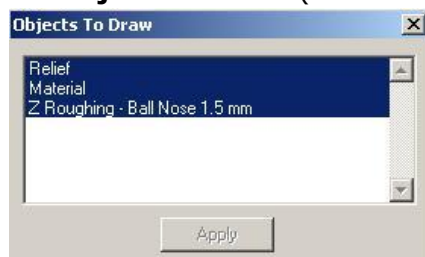 Objects To Draw
Relief
Material
Z Roughing - Ball Nose 1.5 mm
Apply